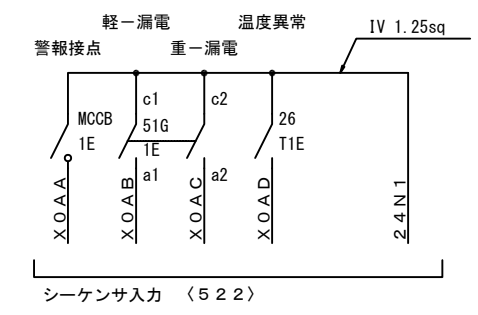 軽ー漏電 温度異常 IV 1.25sq
警報接点 重ー漏電
c1 c2
MCCB 51G 26
1E 1E T1E
a1 a2
X0AA X0AB X0AC X0AD 24N1
シーケンサ入力 〈522〉